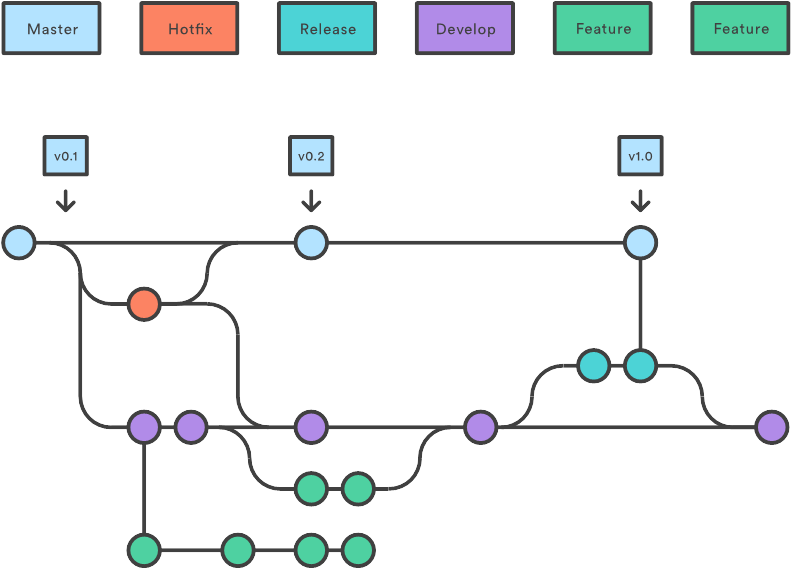 Master
Hotfix
Release
Develop
Feature
Feature
v0.1
v0.2
v1.0